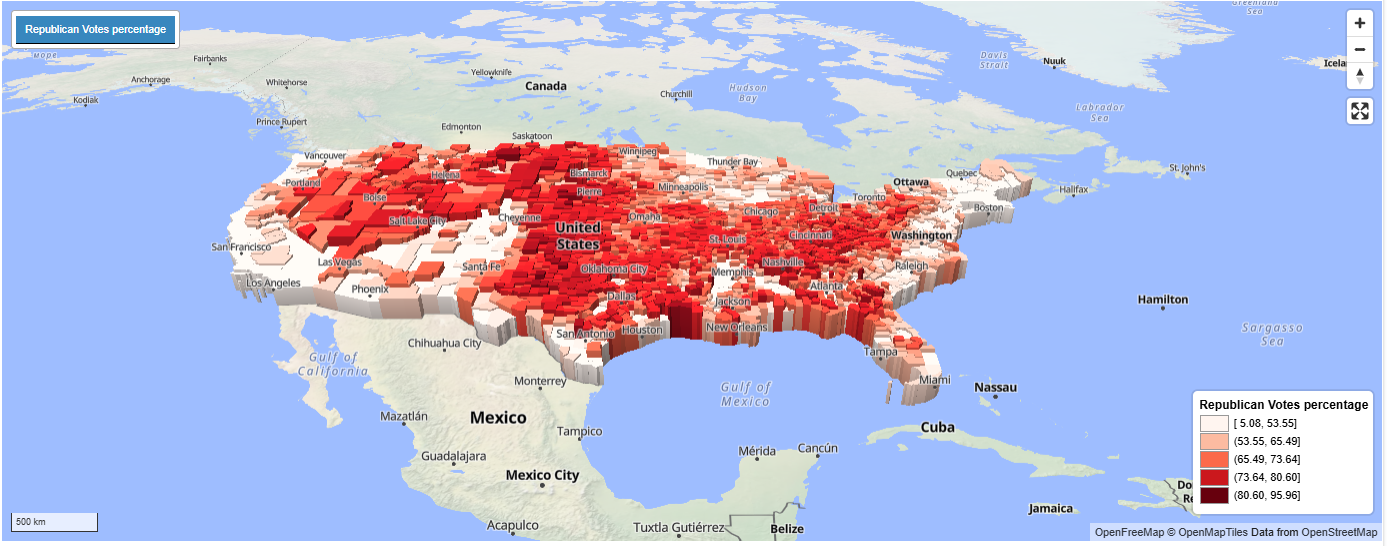 Republican Votes percentage
Greenland
Sea
море
Fairbanks
Anchorage
Kodiak
Whitehorse
Yellowknife
Canada
Churchill
Hudson
Bay
Davis
Strait
Nuuk
Labrador
Sea
Prince Rupert
Edmonton
Saskatoon
Winnipeg
Thunder Bay
Vancouver
Quebec
Ottawa
St. John's
Halifax
Portland
Helena
Bismarck
Minneapolis
Toronto
Boston
Boise
Pierre
Salt Lake City
Cheyenne
Omaha
Chicago
Detroit
United
States
St. Louis
Cincinnati
Washington
San Francisco
Las Vegas
Santa Fe
Oklahoma City
Memphis
Nashville
Raleigh
Los Angeles
Phoenix
Dallas
Jackson
Atlanta
Hamilton
San Antonio
Houston
New Orleans
Sargasso
Sea
Chihuahua City
Tampa
Gulf of
California
Monterrey
Miami
Nassau
Gulf of
Mexico
Mazatlán
Mexico
Tampico
Cuba
Guadalajara
Mérida
Cancún
Mexico City
Acapulco
Tuxtla Gutiérrez
Belize
Jamaica
500 km
+
−
Republican Votes percentage
[ 5.08, 53.55]
(53.55, 65.49]
(65.49, 73.64]
(73.64, 80.60]
(80.60, 95.96]
OpenFreeMap © OpenMapTiles Data from OpenStreetMap